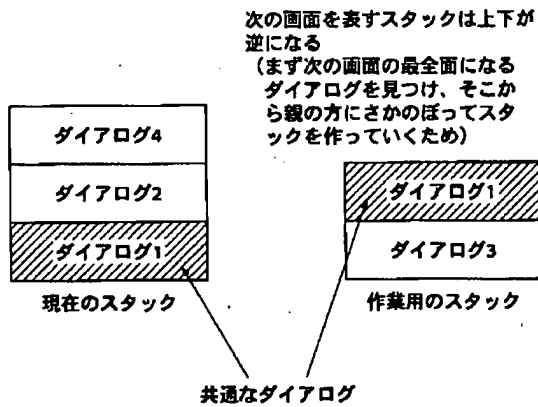 次の画面を表すスタックは上下が
逆になる
(まず次の画面の最全面になる
ダイアログを見つけ、そこか
ら親の方にさかのぼってスタ
ックを作っていくため)
ダイアログ4
ダイアログ2
ダイアログ1
現在のスタック
ダイアログ1
ダイアログ3
作業用のスタック
共通なダイアログ